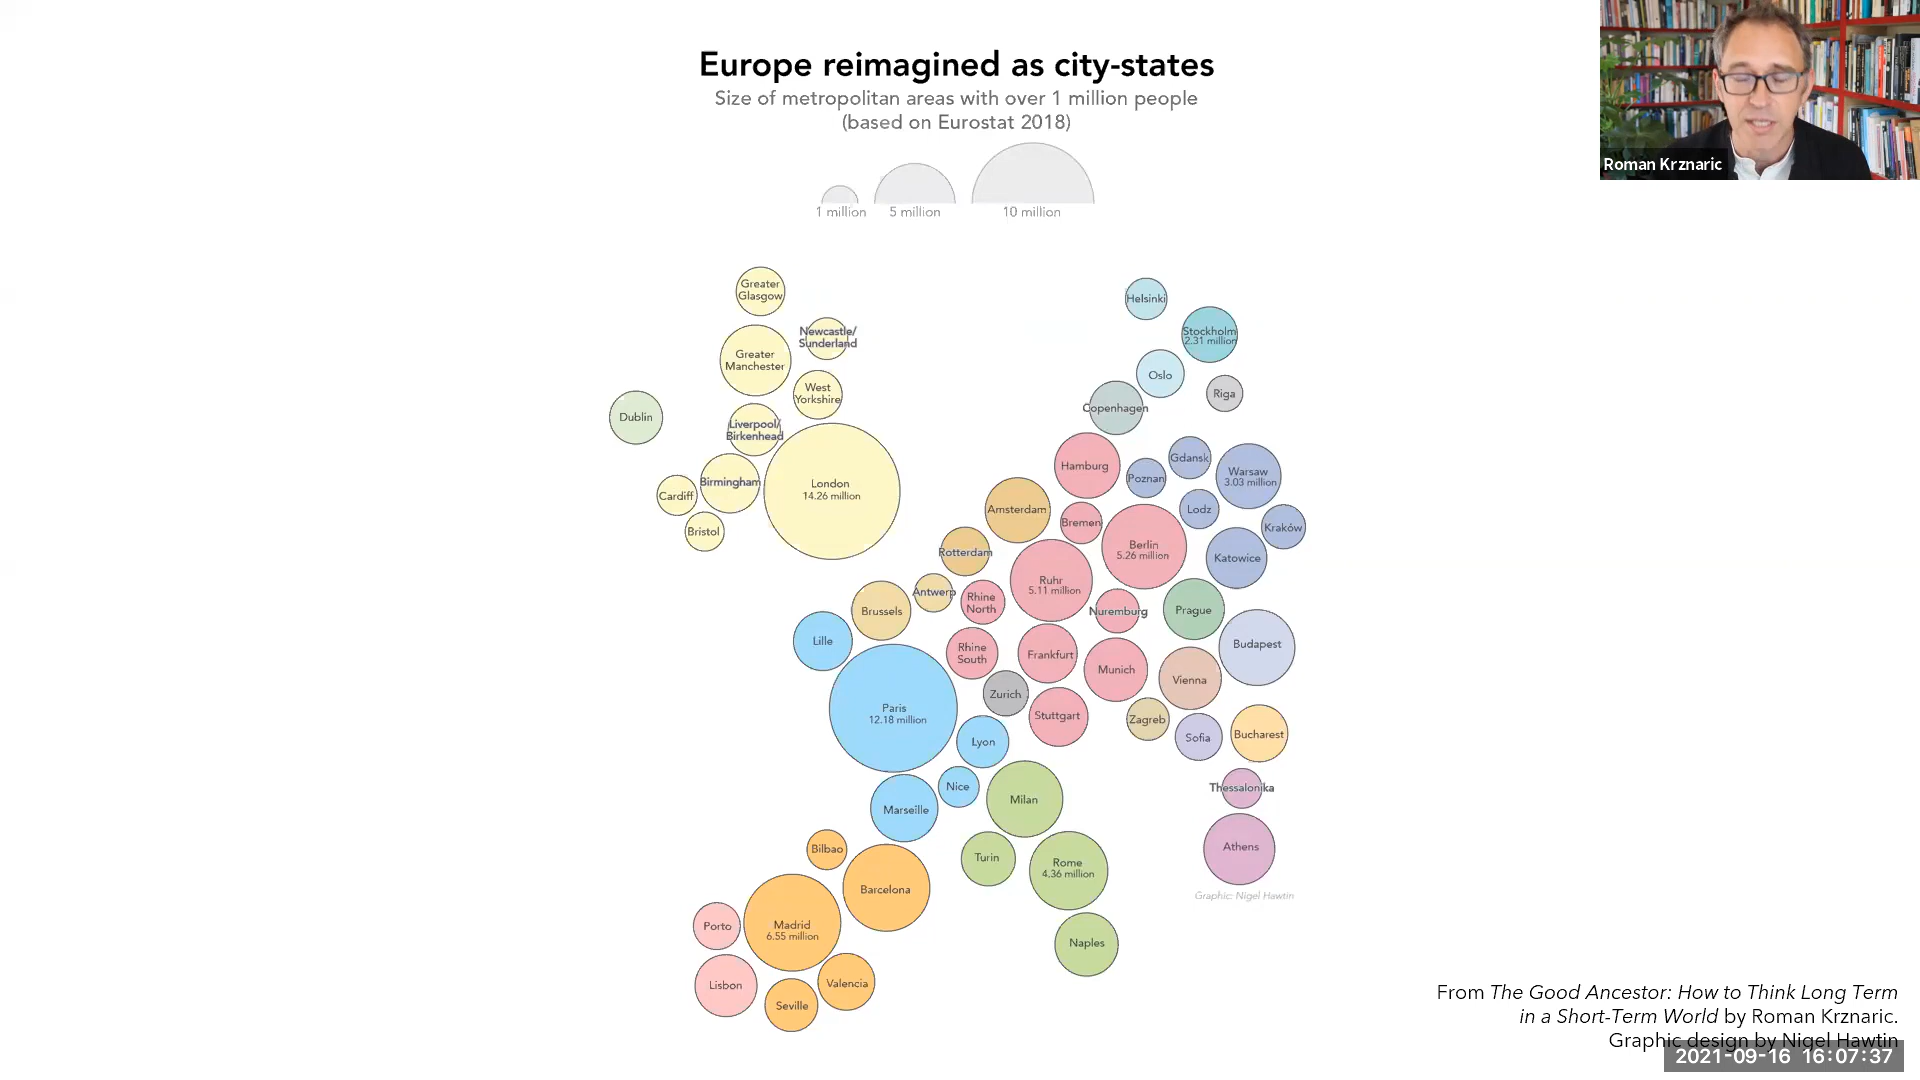 Europe reimagined as city-states
Size of metropolitan areas with over 1 million people
(based on Eurostat 2018)
1 million
5 million
10 million
Roman Krznaric
Greater
Glasgow
Newcastle/
Sunderland
Greater
Manchester
West
Yorkshire
Dublin
Liverpool/
Birkenhead
Birmingham
Cardiff
Bristol
London
14.26 million
Helsinki
Stockholm
2.31 million
Oslo
Riga
Copenhagen
Hamburg
Gdansk
Poznan
Warsaw
3.03 million
Amsterdam
Bremen
Lodz
Kraków
Rotterdam
Berlin
5.26 million
Katowice
Ruhr
5.11 million
Antwerp
Brussels
Rhine
North
Nuremburg
Prague
Lille
Rhine
South
Frankfurt
Munich
Budapest
Vienna
Zurich
Paris
12.18 million
Stuttgart
Zagreb
Sofia
Bucharest
Lyon
Nice
Marseille
Milan
Thessalonika
Athens
Turin
Rome
4.36 million
Bilbao
Barcelona
Graphic: Nigel Hawtin
Porto
Madrid
6.55 million
Naples
Lisbon
Valencia
Seville
From The Good Ancestor: How to Think Long Term
in a Short-Term World by Roman Krznaric.
Graphic design by Nigel Hawtin
2021-09-16 16:07:37